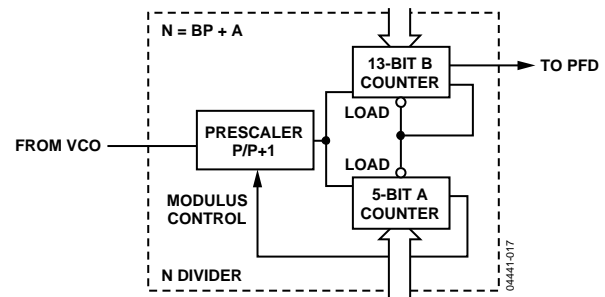 N = BP + A
13-BIT B
COUNTER
TO PFD
LOAD
PRESCALER
P/P+1
FROM VCO
LOAD
MODULUS
CONTROL
5-BIT A
COUNTER
N DIVIDER
04441-017